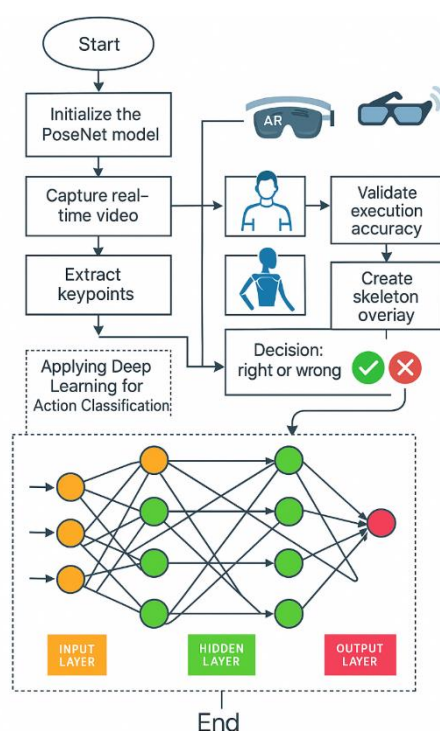 Start
Initialize the
PoseNet model
AR
Capture real-
time video
Validate
execution
accuracy
Extract
keypoints
Create
skeleton
overlay
Decision:
right or wrong
Applying Deep
Learning for
Action Classification
INPUT
LAYER
HIDDEN
LAYER
OUTPUT
LAYER
End